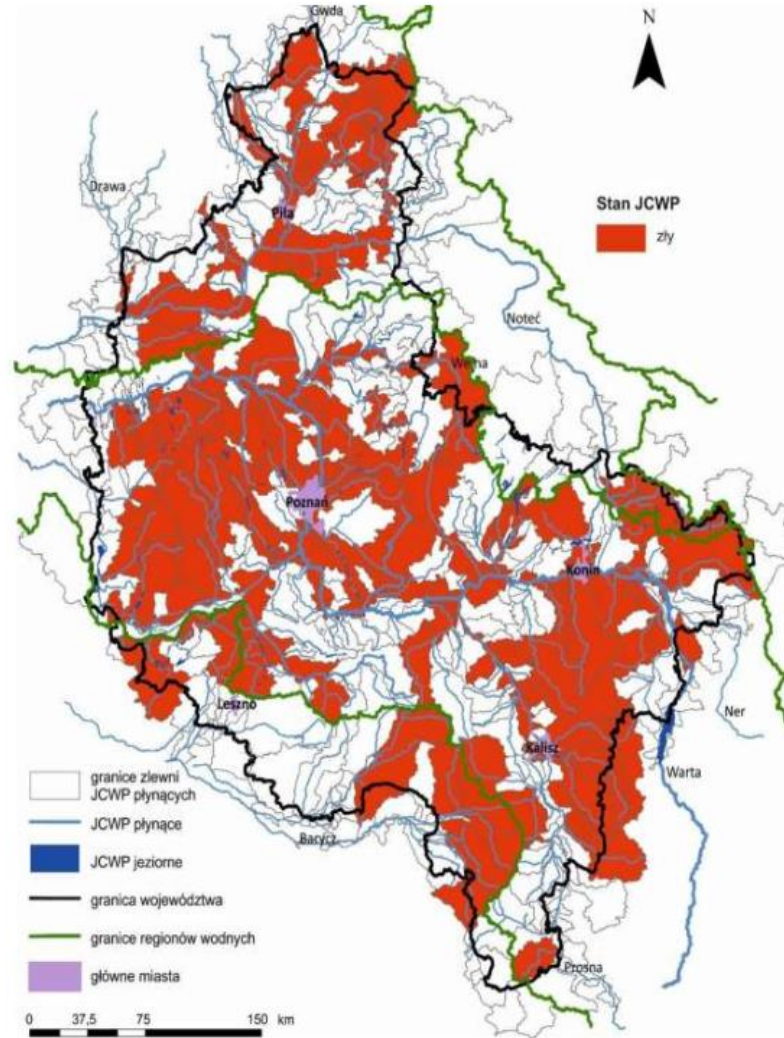 Gwda
N
Drawa
Piła
Stan JCWP
zły
Noteć
Wełna
Poznań
Konin
Leszno
Kalisz
Ner
Warta
Barycz
Prosna
granice zlewni
JCWP płynących
JCWP płynące
JCWP jeziorne
granica województwa
granice regionów wodnych
główne miasta
0 37,5 75 150 km